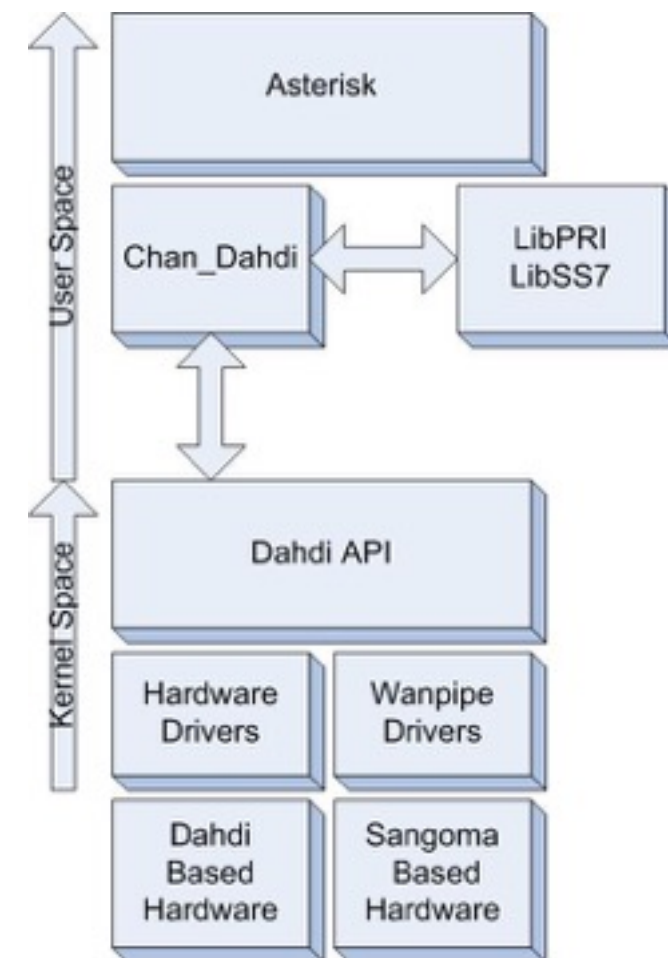 Asterisk
User Space
Chan_Dahdi
LibPRI
LibSS7
Kernel Space
Dahdi API
Hardware
Drivers
Wanpipe
Drivers
Dahdi
Based
Hardware
Sangoma
Based
Hardware